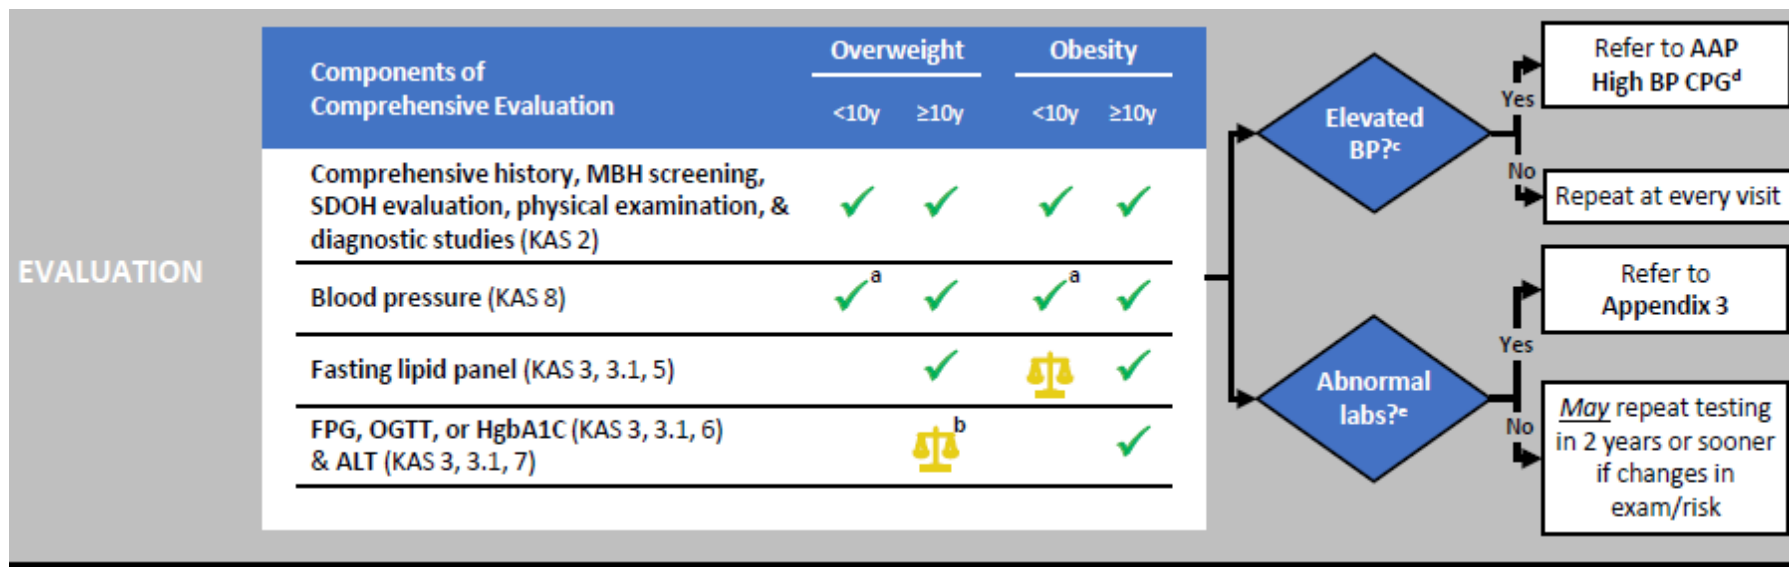 EVALUATION
Components of
Comprehensive Evaluation
Overweight
Obesity
<10y
≥10y
<10y
≥10y
Comprehensive history, MBH screening,
SDOH evaluation, physical examination, &
diagnostic studies (KAS 2)
Blood pressure (KAS 8)
a
a
Fasting lipid panel (KAS 3, 3.1, 5)
FPG, OGTT, or HgbA1C (KAS 3, 3.1, 6)
& ALT (KAS 3, 3.1, 7)
b
Elevated
BP?ᶜ
Yes
Refer to AAP
High BP CPGᵈ
No
Repeat at every visit
Abnormal
labs?ᵉ
Yes
Refer to
Appendix 3
No
May repeat testing
in 2 years or sooner
if changes in
exam/risk